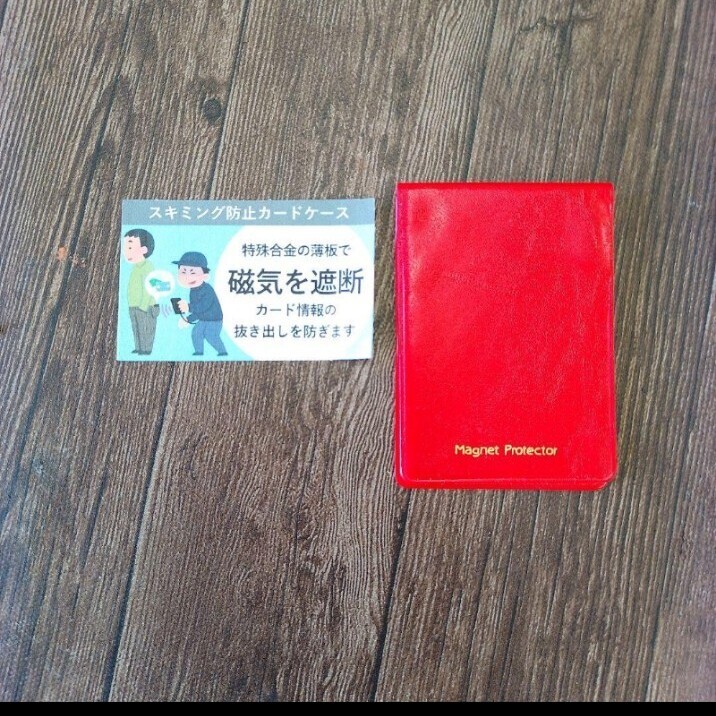 スキミング防止カードケース
特殊合金の薄板で
磁気を遮断
カード情報の
抜き出しを防ぎます
Magnet Protector